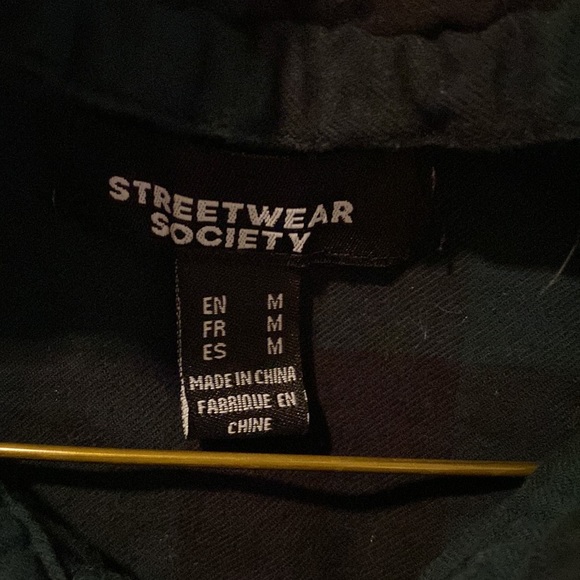 STREETWEAR
SOCIETY
EN M
FR M
ES M
MADE IN CHINA
FABRIQUE EN
CHINE